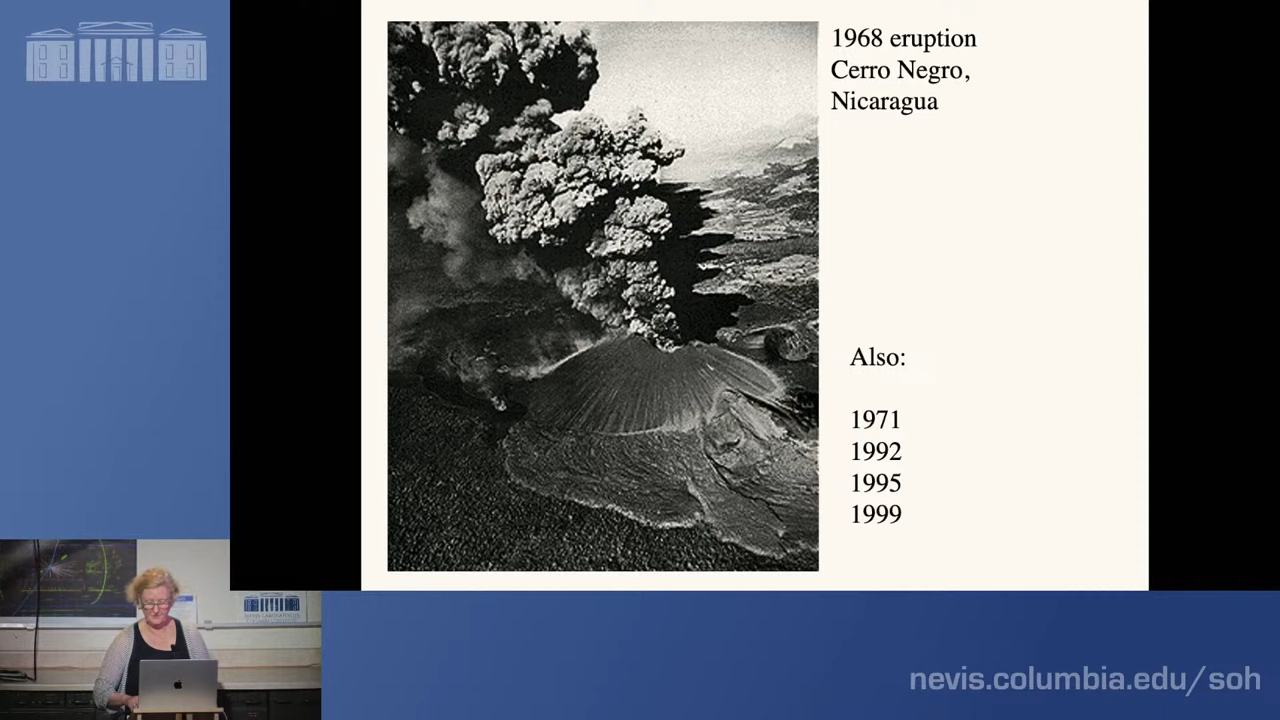 1968 eruption
Cerro Negro,
Nicaragua
Also:
1971
1992
1995
1999
nevis.columbia.edu/soh